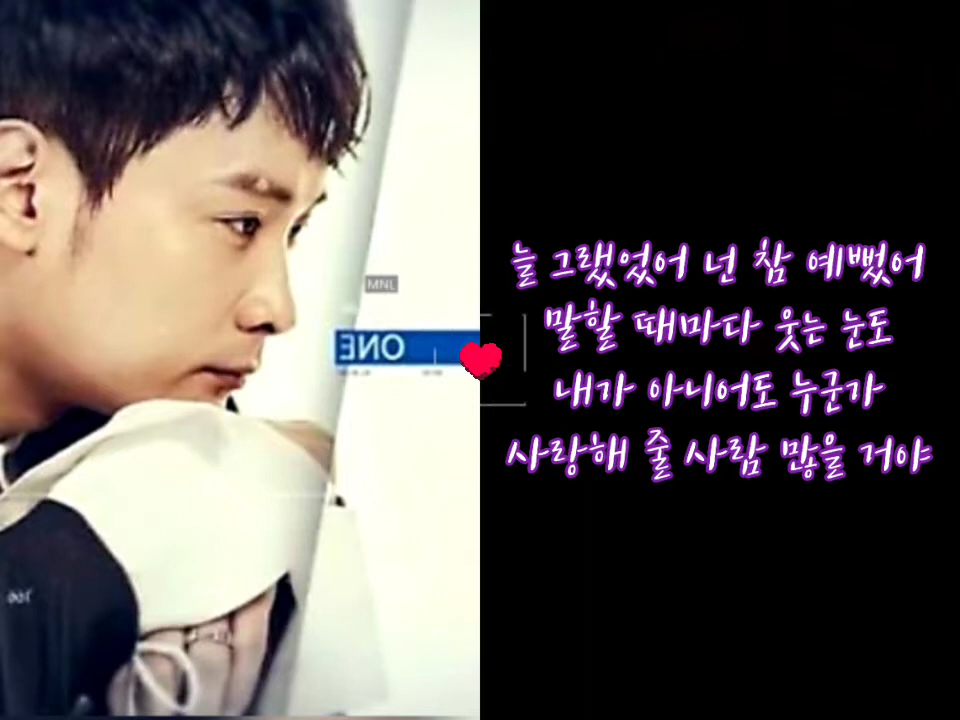 MNL
ONE
늘 그랬었어 넌 참 예뻤어
말할 때마다 웃는 눈도
내가 아니어도 누군가
사랑해 줄 사람 많을 거야